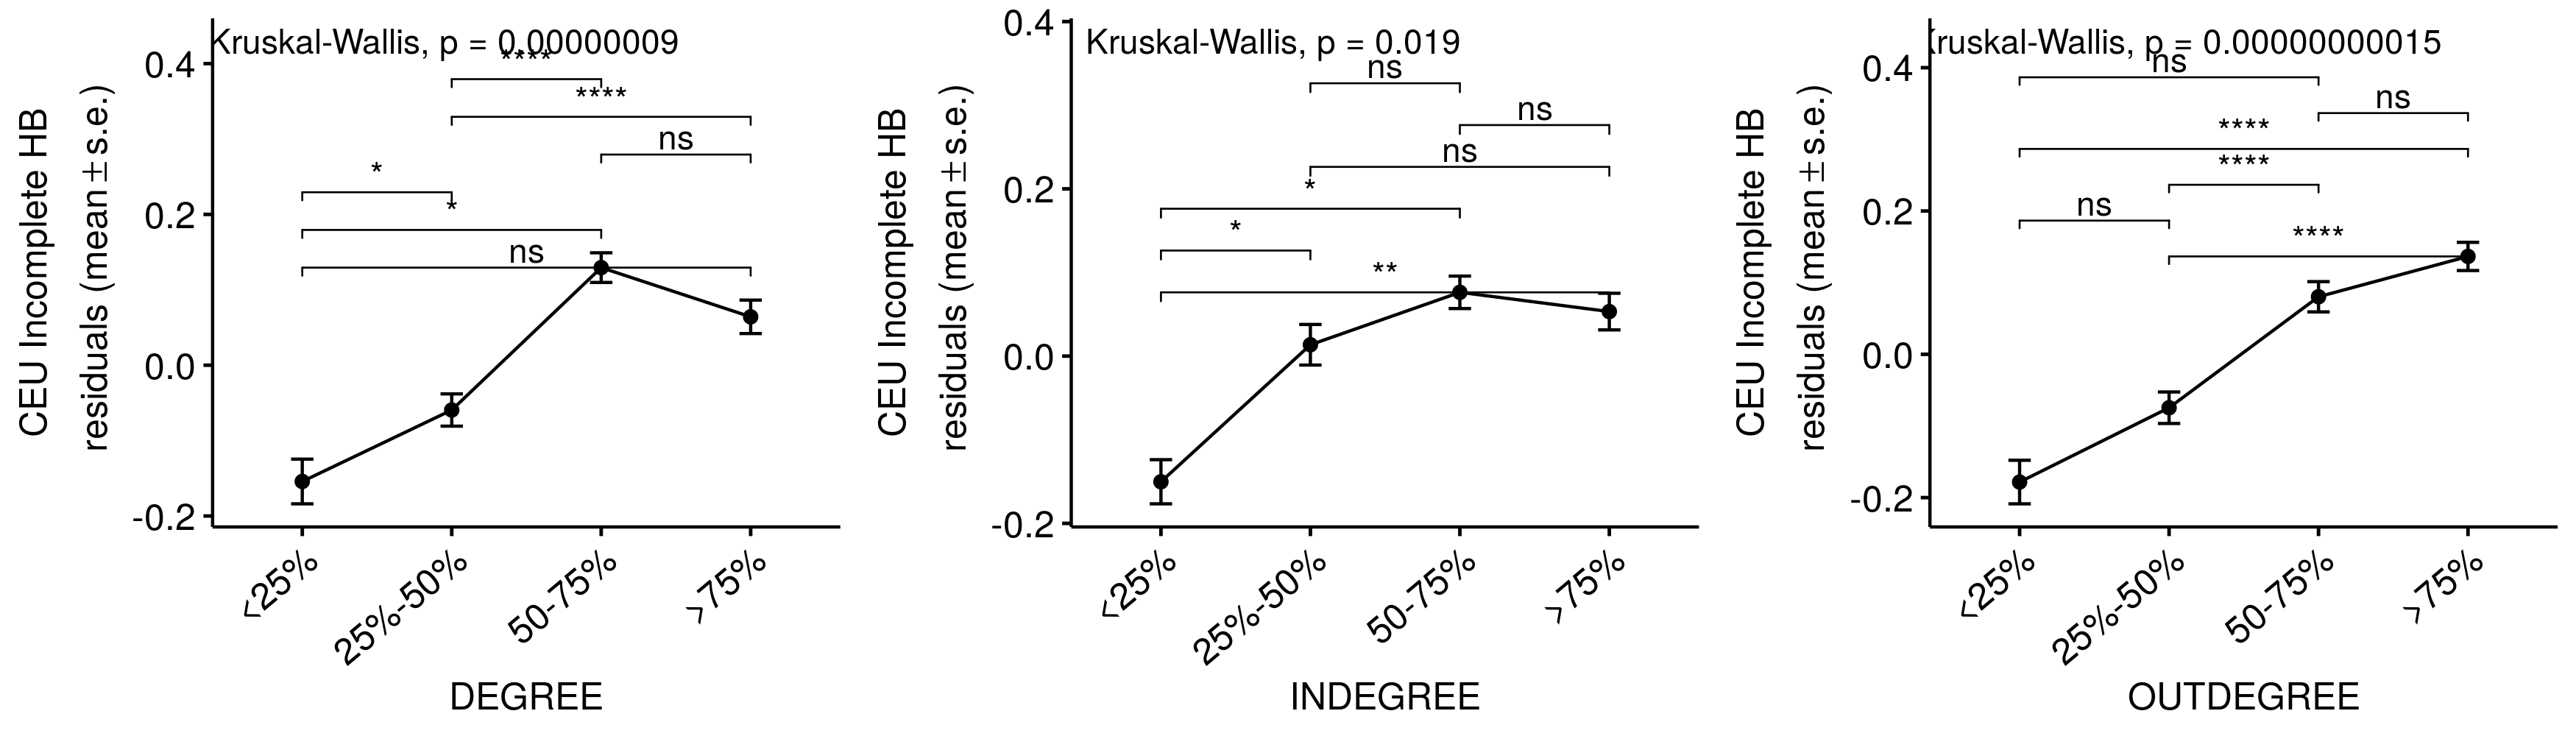 Kruskal-Wallis, p = 0.00000009
****
****
ns
*
*
ns
0.4
0.2
0.0
-0.2
CEU Incomplete HB
residuals (mean±s.e.)
<25%
25%-50%
50-75%
>75%
DEGREE
Kruskal-Wallis, p = 0.019
ns
ns
ns
*
*
**
0.4
0.2
0.0
-0.2
CEU Incomplete HB
residuals (mean±s.e.)
<25%
25%-50%
50-75%
>75%
INDEGREE
Kruskal-Wallis, p = 0.00000000015
ns
ns
****
****
ns
****
0.4
0.2
0.0
-0.2
CEU Incomplete HB
residuals (mean±s.e.)
<25%
25%-50%
50-75%
>75%
OUTDEGREE